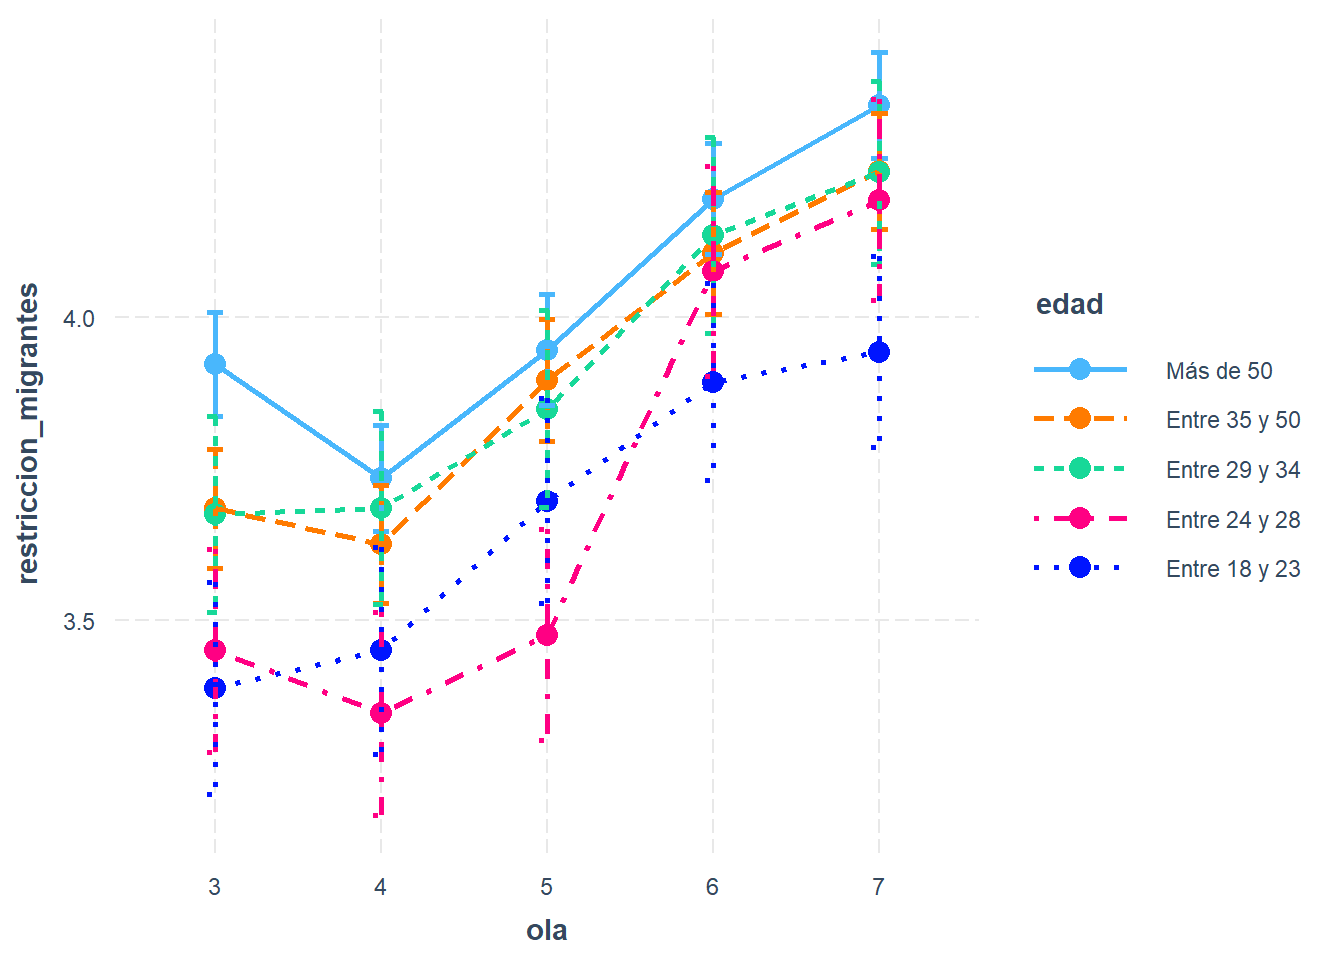 restriccion_migrantes
4.0
3.5
3
4
5
6
7
ola
edad
Más de 50
Entre 35 y 50
Entre 29 y 34
Entre 24 y 28
Entre 18 y 23